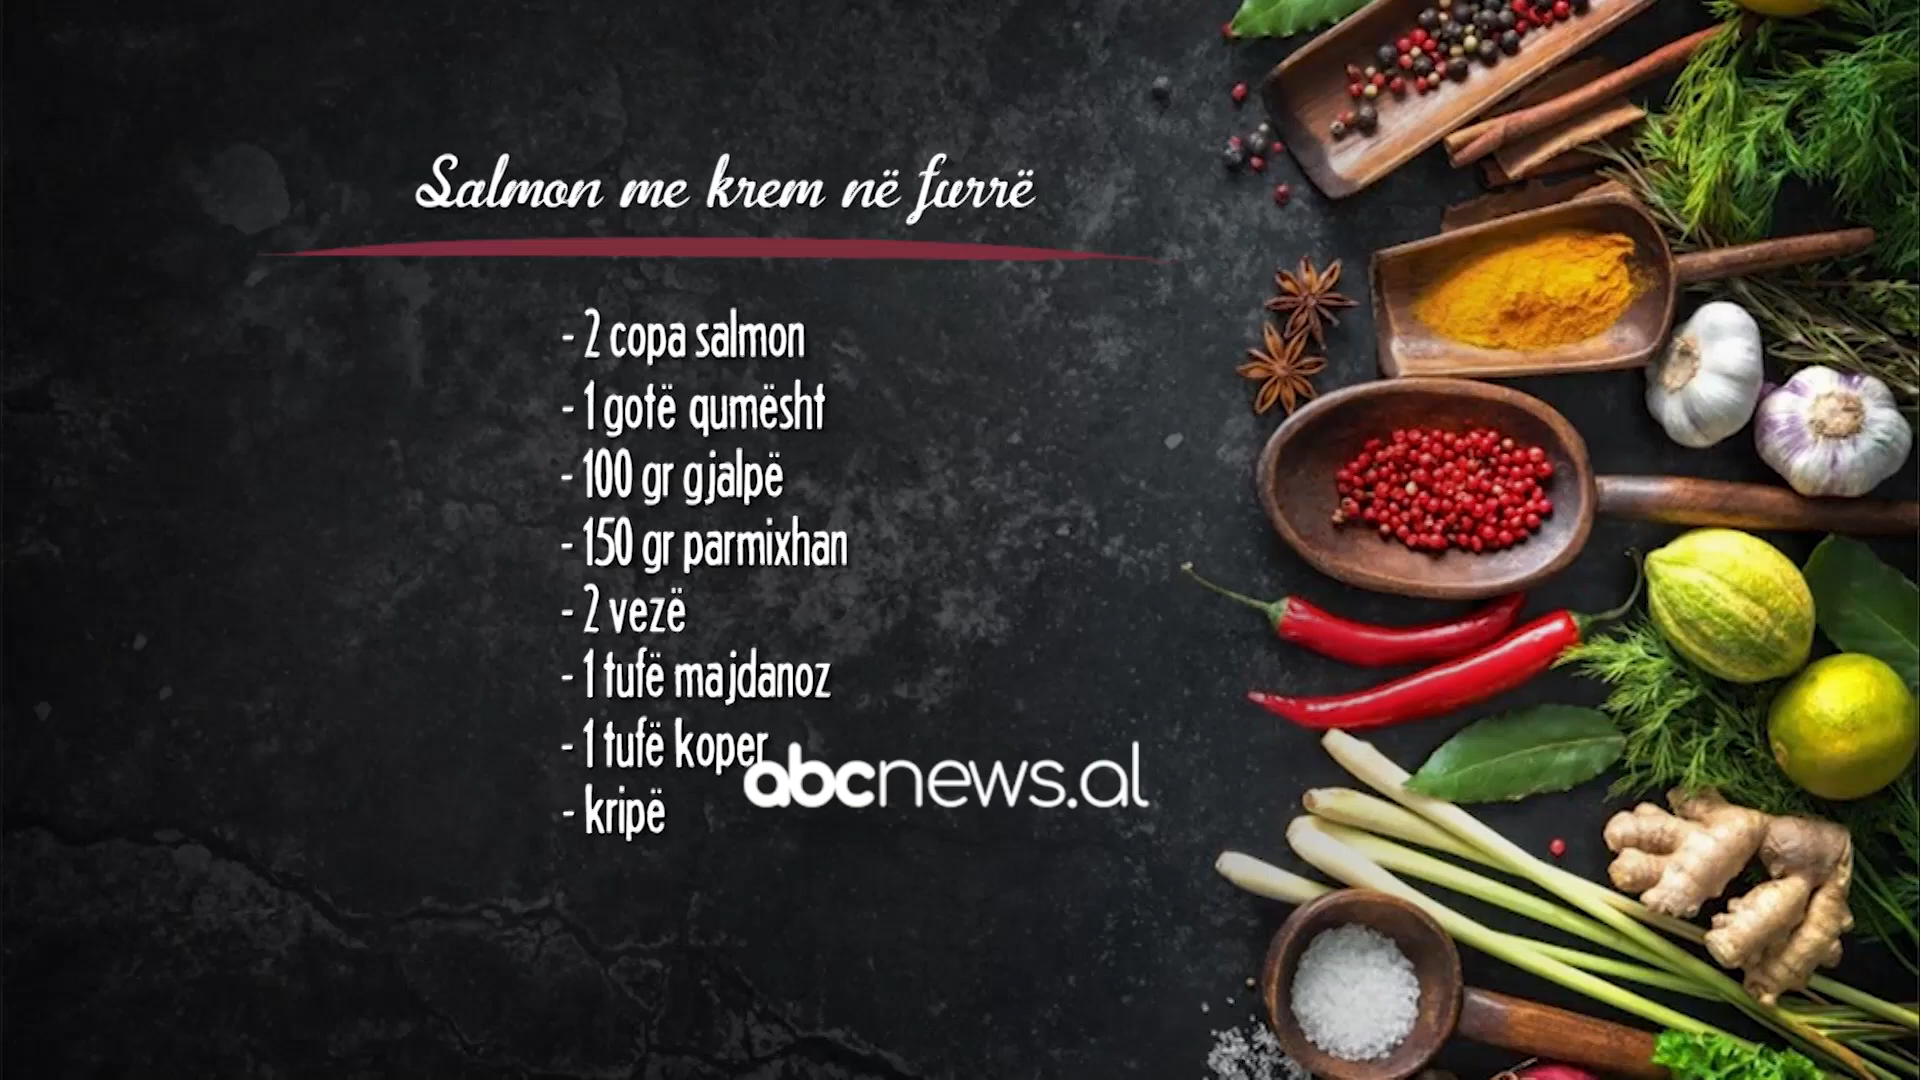 Salmon me krem në furrë
- 2 copa salmon
- 1 gotë qumësht
- 100 gr gjalpë
- 150 gr parmixhan
- 2 vezë
- 1 tufë majdanoz
- 1 tufë koper
abcnews.al
- kripë